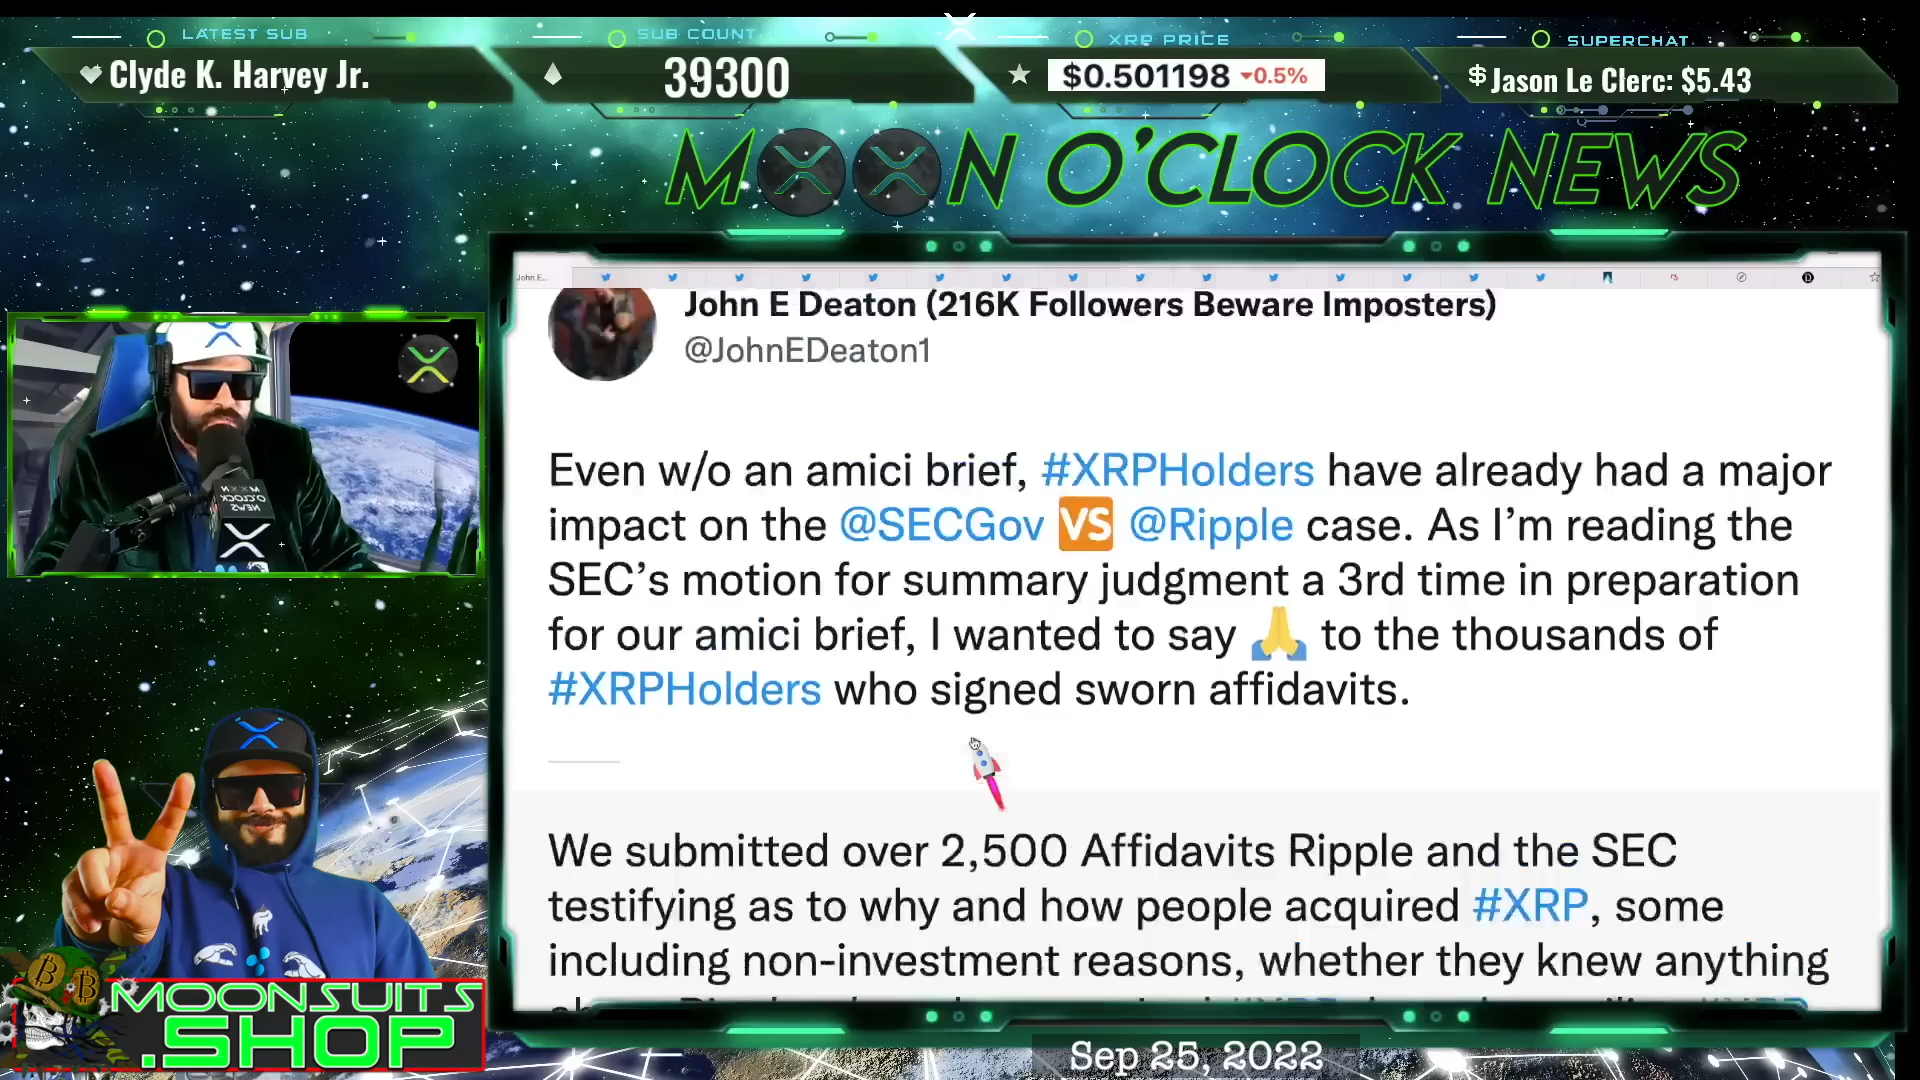 LATEST SUB
Clyde K. Harvey Jr.
SUB COUNT
39300
XRP PRICE
$0.501198 -0.5%
SUPERCHAT
$ Jason Le Clerc: $5.43
MOON O'CLOCK NEWS
John E...
John E Deaton (216K Followers Beware Imposters)
@JohnEDeaton1
Even w/o an amici brief, #XRPHolders have already had a major
impact on the @SECGov VS @Ripple case. As I'm reading the
SEC's motion for summary judgment a 3rd time in preparation
for our amici brief, I wanted to say 🙏 to the thousands of
#XRPHolders who signed sworn affidavits.
We submitted over 2,500 Affidavits Ripple and the SEC
testifying as to why and how people acquired #XRP, some
including non-investment reasons, whether they knew anything
MOON
O'CLOCK
NEWS
MOONSUITS
.SHOP
Sep 25, 2022